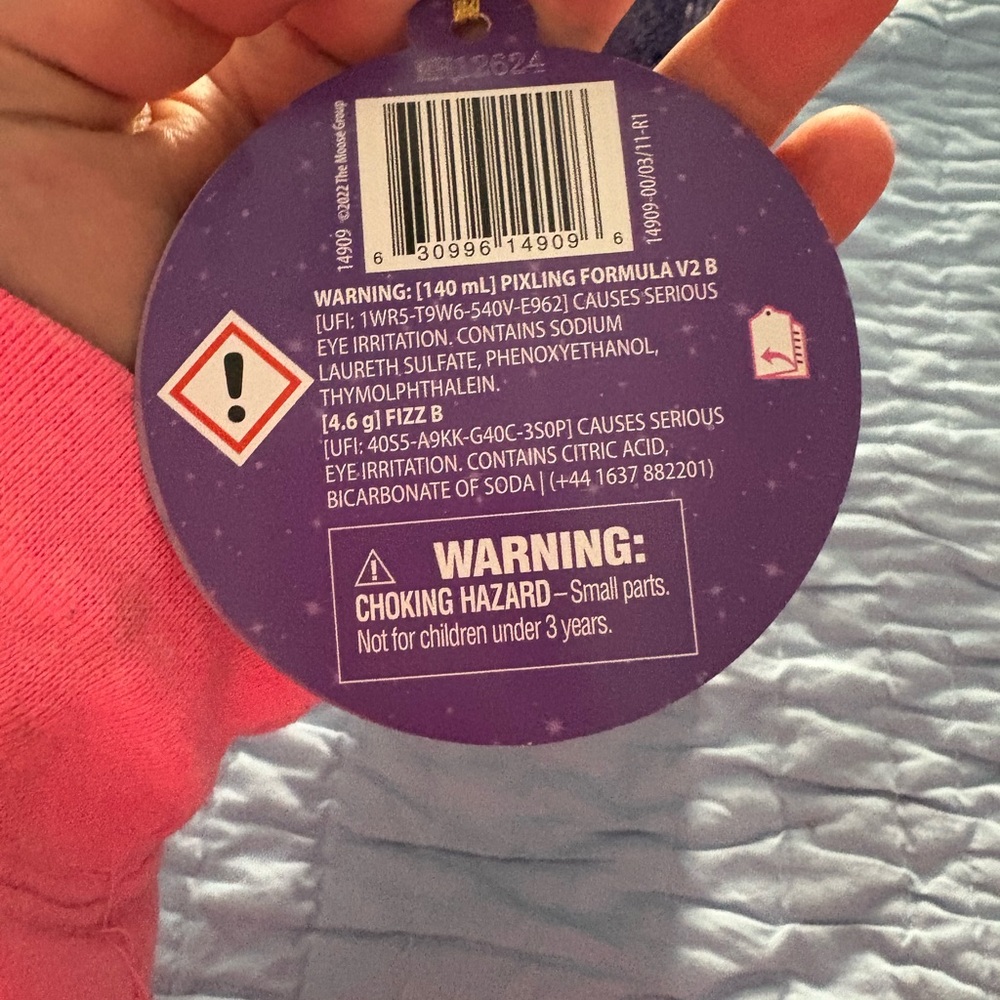 12624
14909 ©2022 The Moose Group
6 30996 14909 6
14909-00/03/11-R1
WARNING: [140 mL] PIXLING FORMULA V2 B
[UFI: 1WR5-T9W6-540V-E962] CAUSES SERIOUS
EYE IRRITATION. CONTAINS SODIUM
LAURETH SULFATE, PHENOXYETHANOL,
THYMOLPHTHALEIN.
[4.6 g] FIZZ B
[UFI: 40S5-A9KK-G40C-3S0P] CAUSES SERIOUS
EYE IRRITATION. CONTAINS CITRIC ACID,
BICARBONATE OF SODA | (+44 1637 882201)
WARNING:
CHOKING HAZARD – Small parts.
Not for children under 3 years.